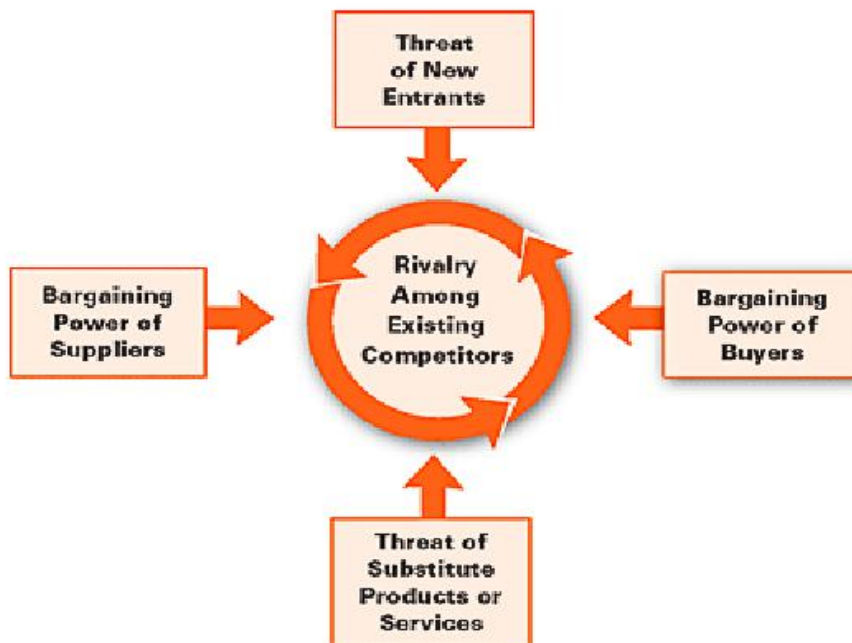 Threat
of New
Entrants
Rivalry
Among
Existing
Competitors
Bargaining
Power of
Suppliers
Bargaining
Power of
Buyers
Threat of
Substitute
Products or
Services